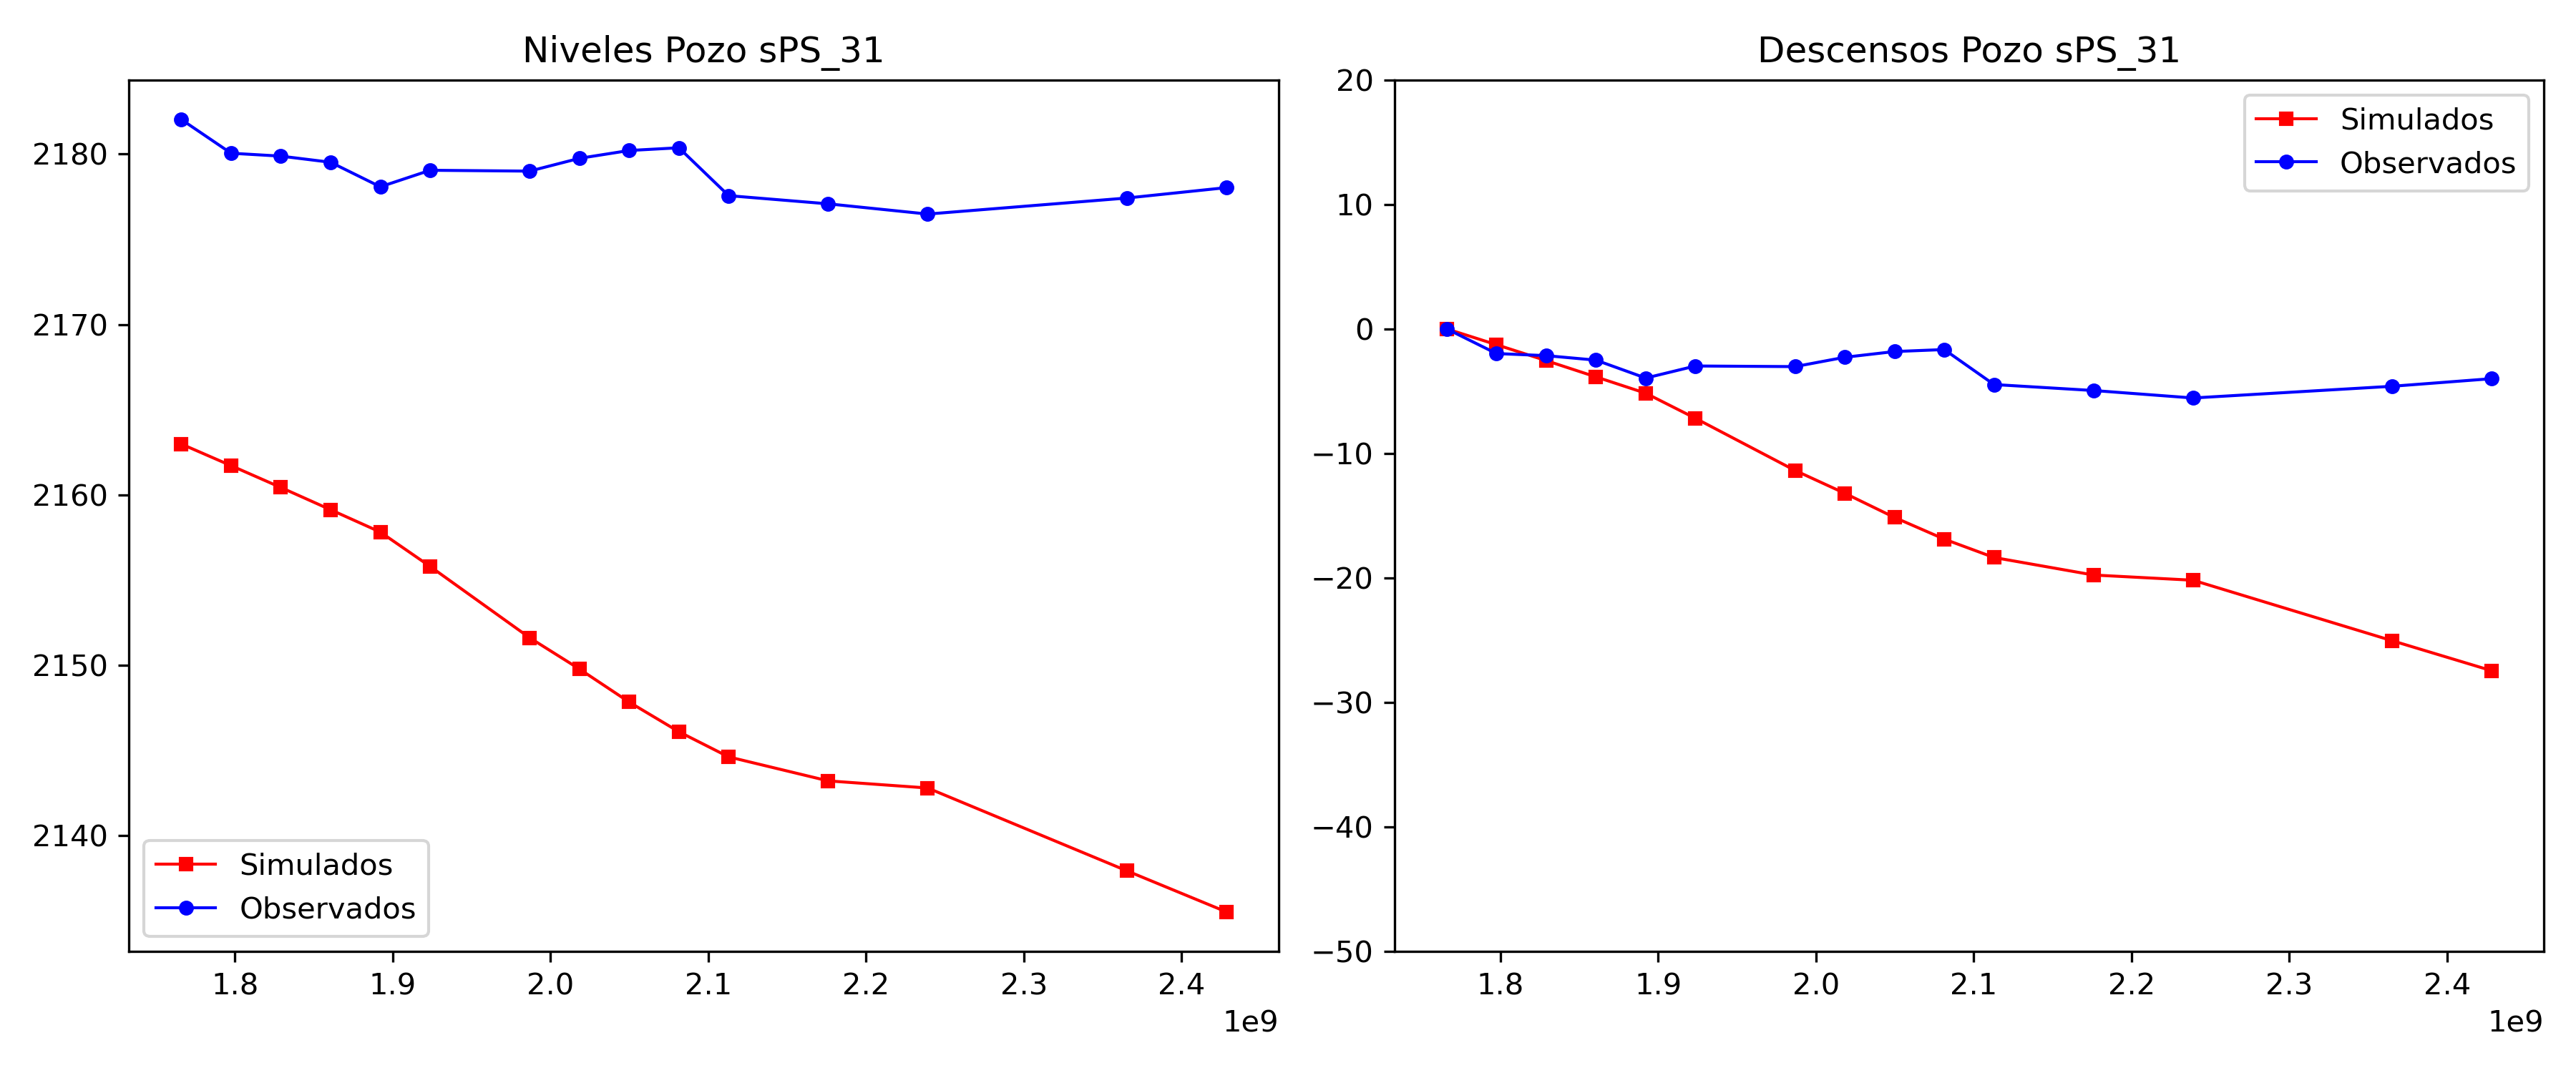 Niveles Pozo sPS_31
2180
2170
2160
2150
2140
Simulados
Observados
1.8 1.9 2.0 2.1 2.2 2.3 2.4
1e9
Descensos Pozo sPS_31
20
10
0
−10
−20
−30
−40
−50
Simulados
Observados
1.8 1.9 2.0 2.1 2.2 2.3 2.4
1e9